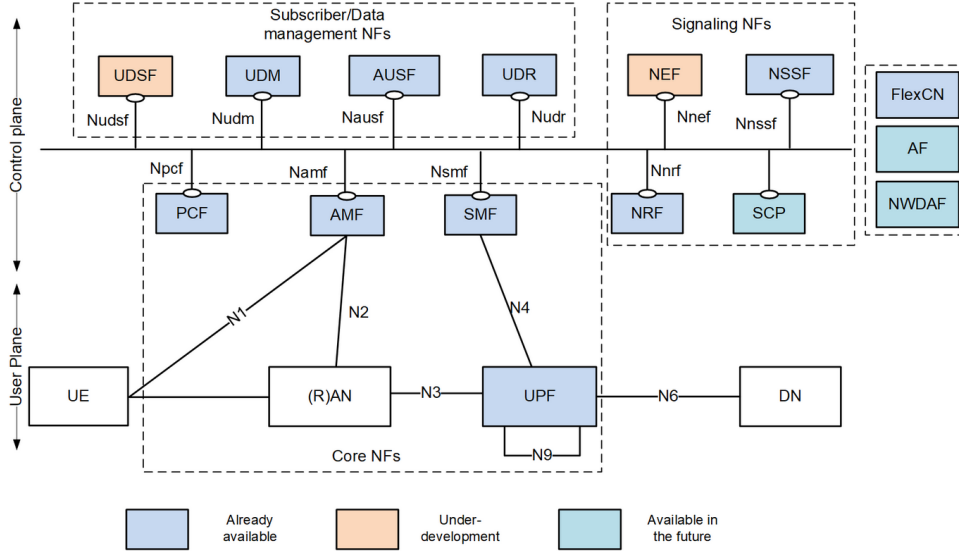 Subscriber/Data
management NFs
Signaling NFs
UDSF
UDM
AUSF
UDR
NEF
NSSF
FlexCN
Nudsf
Nudm
Nausf
Nudr
Nnef
Nnssf
AF
Control plane
Npcf
Namf
Nsmf
Nnrf
NWDAF
PCF
AMF
SMF
NRF
SCP
N1
N2
N4
User Plane
UE
(R)AN
N3
UPF
N6
DN
N9
Core NFs
Already
available
Under-
development
Available in
the future